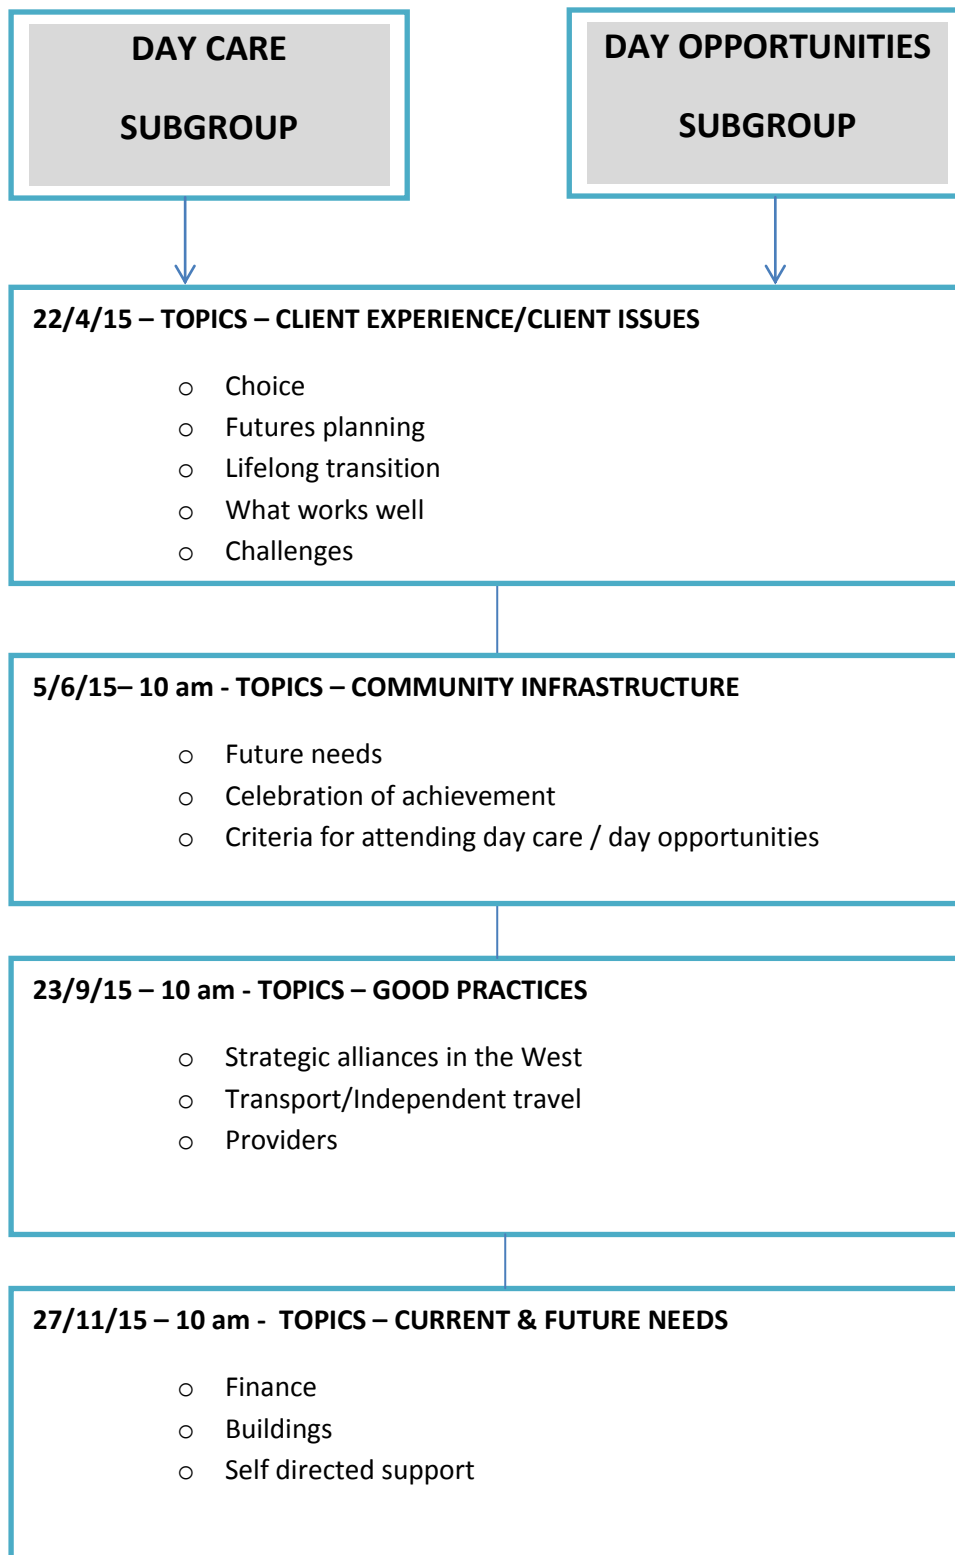 DAY CARE
SUBGROUP
DAY OPPORTUNITIES
SUBGROUP
22/4/15 – TOPICS – CLIENT EXPERIENCE/CLIENT ISSUES
o Choice
o Futures planning
o Lifelong transition
o What works well
o Challenges
5/6/15– 10 am - TOPICS – COMMUNITY INFRASTRUCTURE
o Future needs
o Celebration of achievement
o Criteria for attending day care / day opportunities
23/9/15 – 10 am - TOPICS – GOOD PRACTICES
o Strategic alliances in the West
o Transport/Independent travel
o Providers
27/11/15 – 10 am - TOPICS – CURRENT & FUTURE NEEDS
o Finance
o Buildings
o Self directed support